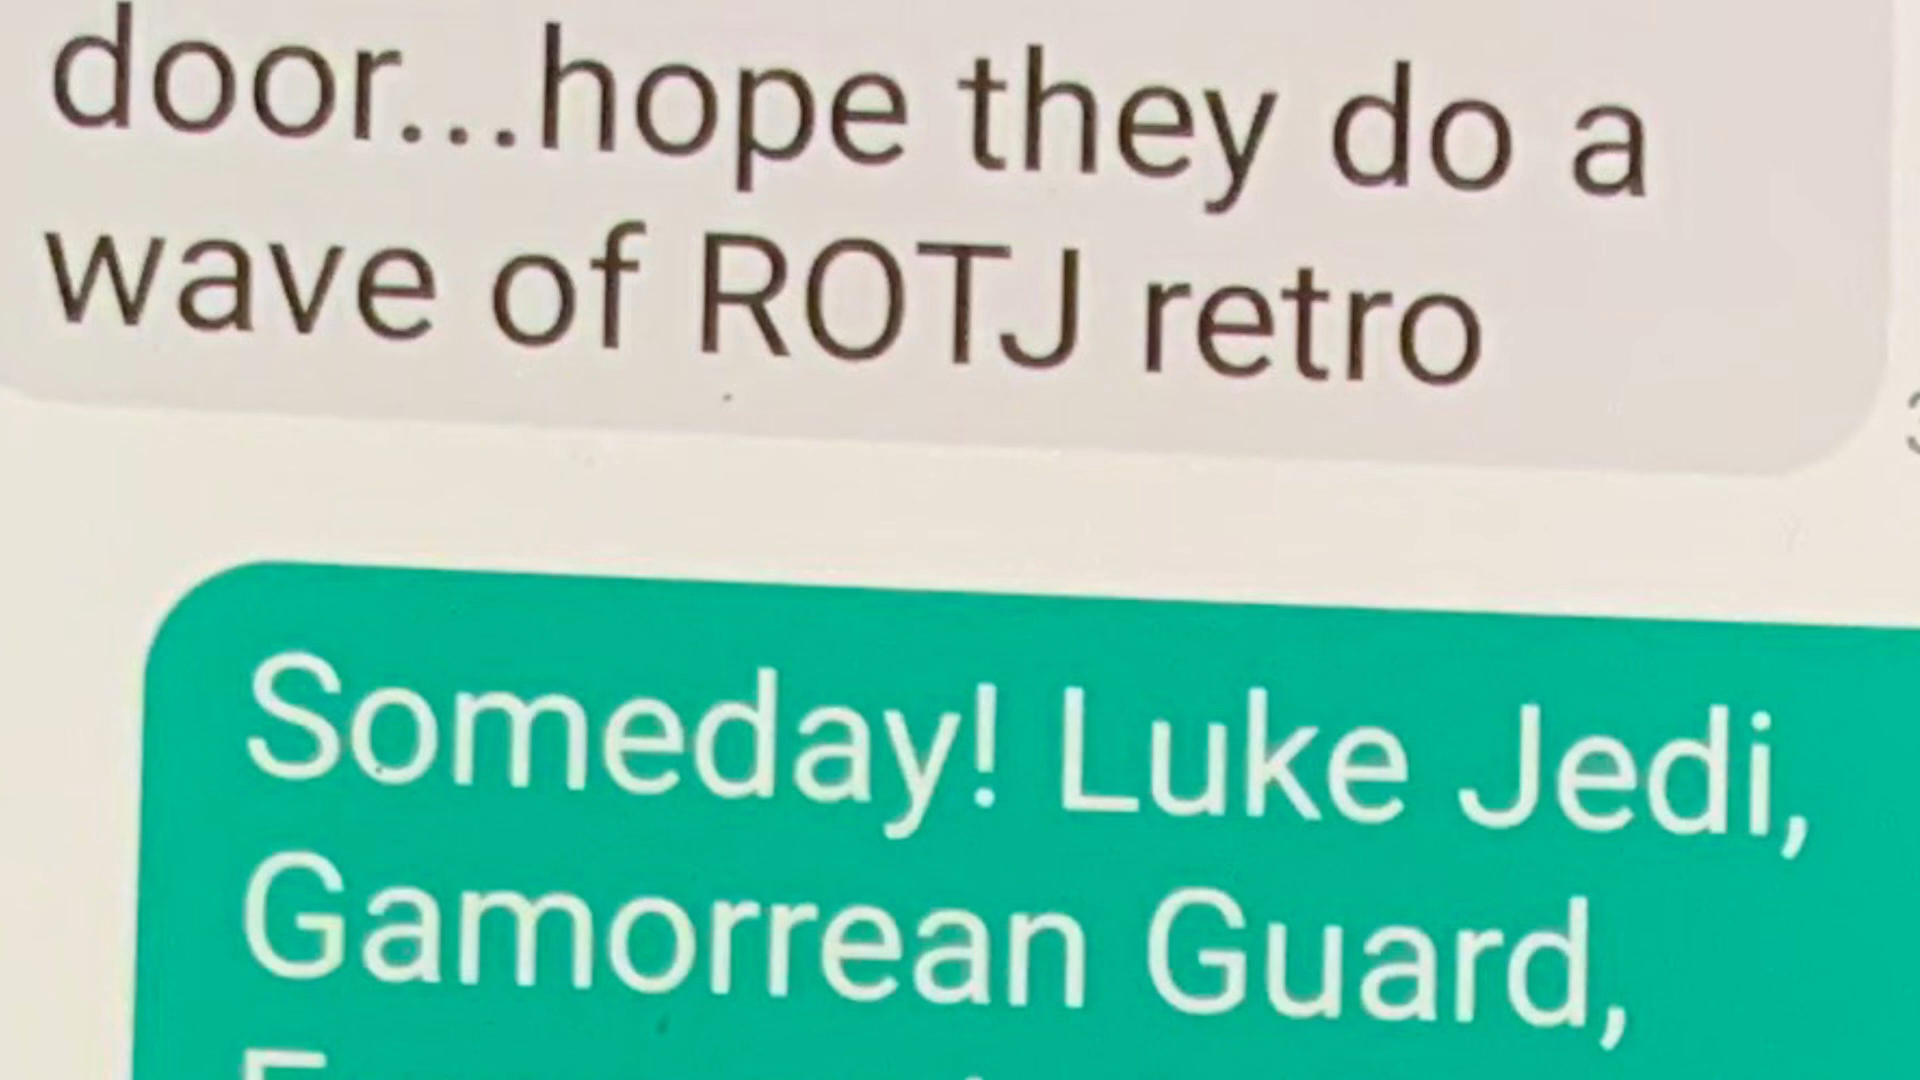 door...hope they do a
wave of ROTJ retro
Someday! Luke Jedi,
Gamorrean Guard,